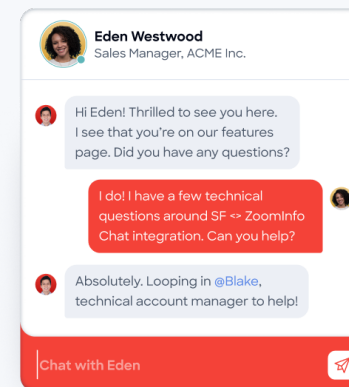 Eden Westwood
Sales Manager, ACME Inc.
Hi Eden! Thrilled to see you here.
I see that you're on our features
page. Did you have any questions?
I do! I have a few technical
questions around SF <> ZoomInfo
Chat integration. Can you help?
Absolutely. Looping in @Blake,
technical account manager to help!
Chat with Eden